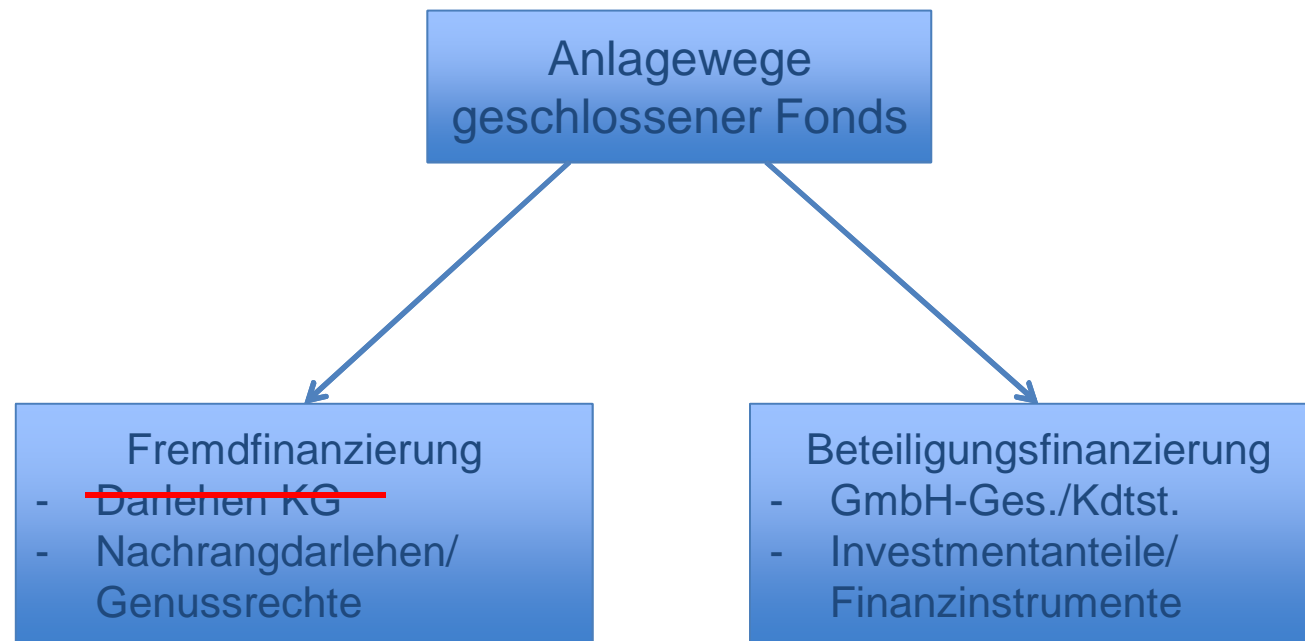 Anlagewege
geschlossener Fonds
Fremdfinanzierung
- Darlehen KG
- Nachrangdarlehen/
Genussrechte
Beteiligungsfinanzierung
- GmbH-Ges./Kdtst.
- Investmentanteile/
Finanzinstrumente